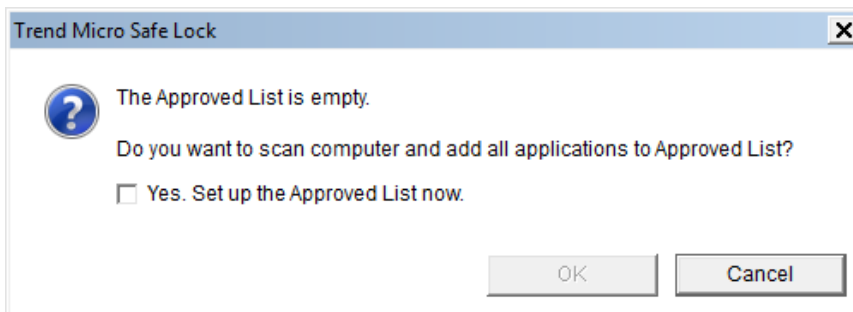 Trend Micro Safe Lock
The Approved List is empty.
Do you want to scan computer and add all applications to Approved List?
Yes. Set up the Approved List now.
OK
Cancel